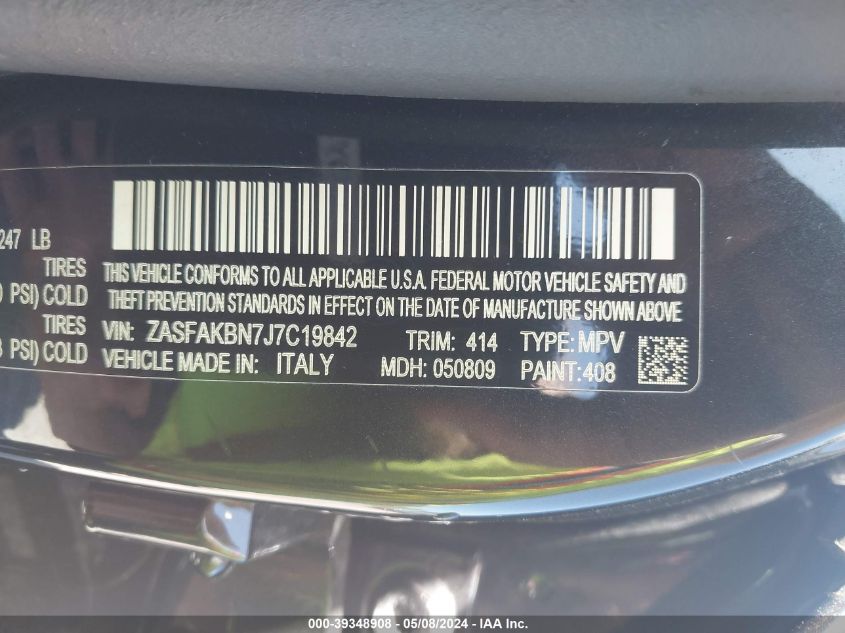 247 LB
TIRES
PSI) COLD
TIRES
PSI) COLD
THIS VEHICLE CONFORMS TO ALL APPLICABLE U.S.A. FEDERAL MOTOR VEHICLE SAFETY AND
THEFT PREVENTION STANDARDS IN EFFECT ON THE DATE OF MANUFACTURE SHOWN ABOVE
VIN: ZASFAKBN7J7C19842 TRIM: 414 TYPE: MPV
VEHICLE MADE IN: ITALY MDH: 050809 PAINT:408
000-39348908 - 05/08/2024 - © IAA Inc.